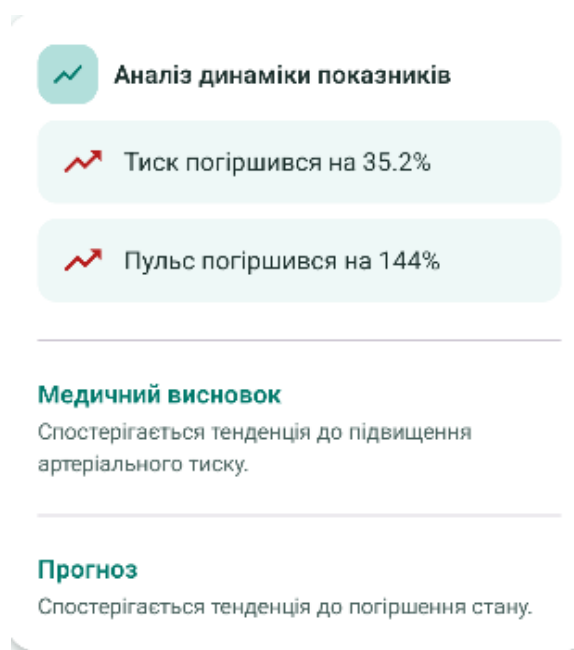 Аналіз динаміки показників
Тиск погіршився на 35.2%
Пульс погіршився на 144%
Медичний висновок
Спостерігається тенденція до підвищення
артеріального тиску.
Прогноз
Спостерігається тенденція до погіршення стану.